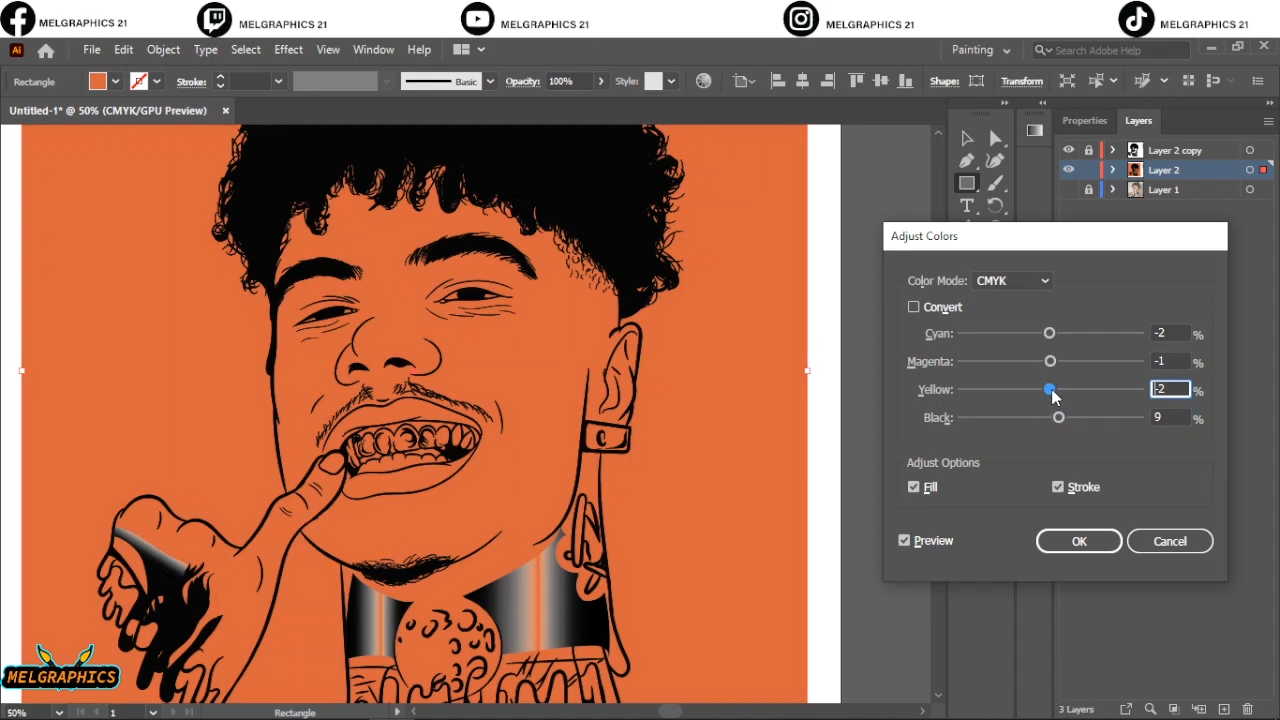 MELGRAPHICS 21 MELGRAPHICS 21 MELGRAPHICS 21 MELGRAPHICS 21 MELGRAPHICS 21
Ai File Edit Object Type Select Effect View Window Help Painting Search Adobe Help
Rectangle Stroke: Basic Opacity: 100% Style: Shape: Transform
Untitled-1* @ 50% (CMYK/GPU Preview)
Properties Layers
Layer 2 copy
Layer 2
Layer 1
Adjust Colors
Color Mode: CMYK
Convert
Cyan: -2 %
Magenta: -1 %
Yellow: -2 %
Black: 9 %
Adjust Options
Fill Stroke
Preview OK Cancel
MELGRAPHICS
50% 1 Rectangle 3 Layers